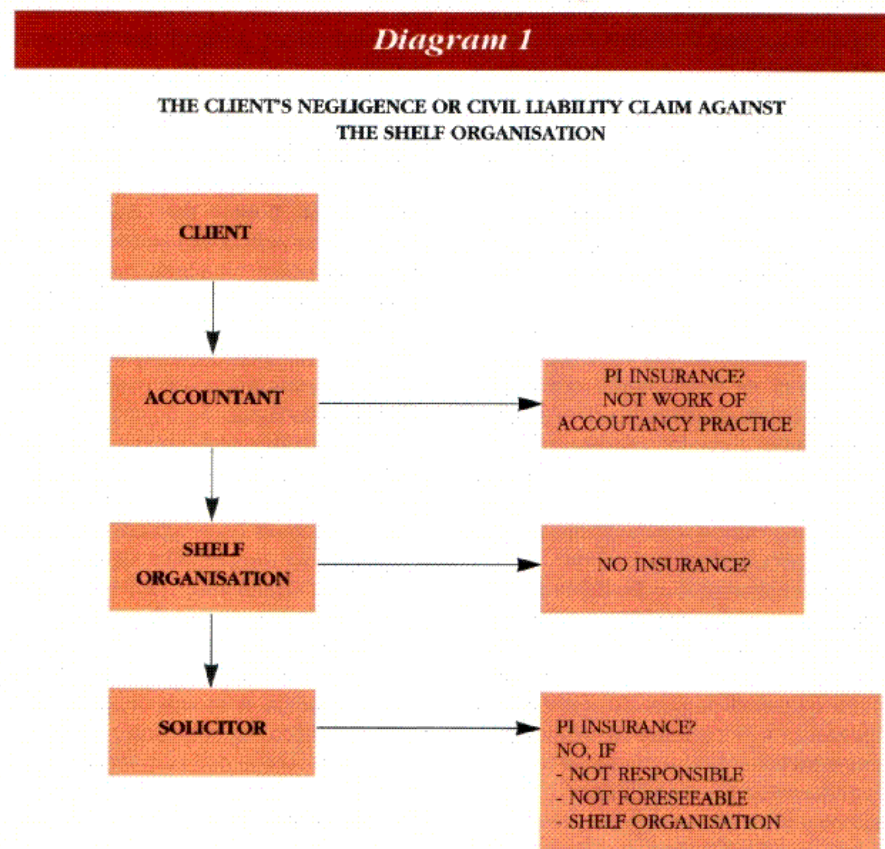 Diagram 1
THE CLIENT'S NEGLIGENCE OR CIVIL LIABILITY CLAIM AGAINST
THE SHELF ORGANISATION
CLIENT
ACCOUNTANT
PI INSURANCE?
NOT WORK OF
ACCOUTANCY PRACTICE
SHELF
ORGANISATION
NO INSURANCE?
SOLICITOR
PI INSURANCE?
NO, IF
- NOT RESPONSIBLE
- NOT FORESEEABLE
- SHELF ORGANISATION